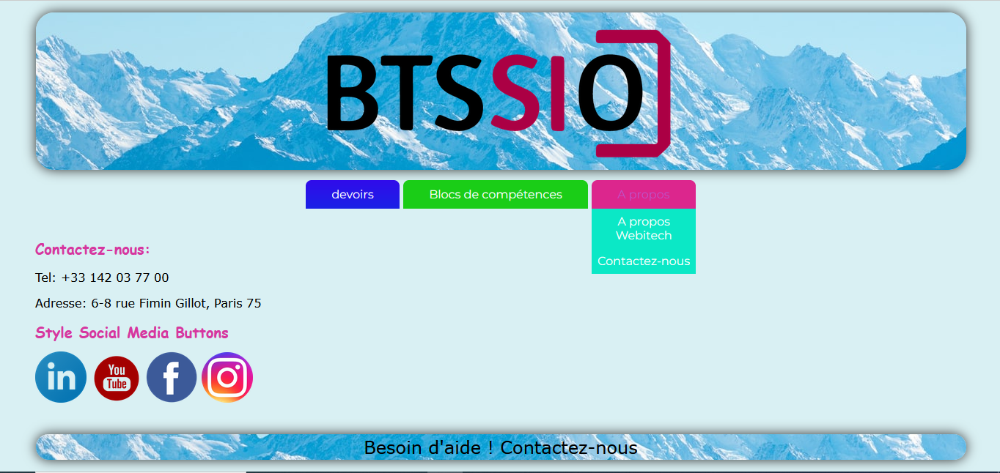 BTSSIO
devoirs
Blocs de compétences
A propos
A propos
Webitech
Contactez-nous
Contactez-nous:
Tel: +33 142 03 77 00
Adresse: 6-8 rue Fimin Gillot, Paris 75
Style Social Media Buttons
in
You
Tube
f
Besoin d'aide ! Contactez-nous